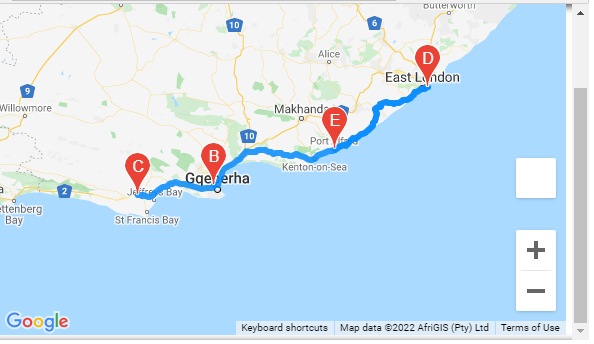 Butterworth
10
6
Alice
D
East London
9
Willowmore
Makhanda
E
10
Port Alfred
B
C
Kenton-on-Sea
Gqeberha
2
Jeffreys Bay
Bay
St Francis Bay
Google
Keyboard shortcuts
Map data ©2022 AfriGIS (Pty) Ltd
Terms of Use